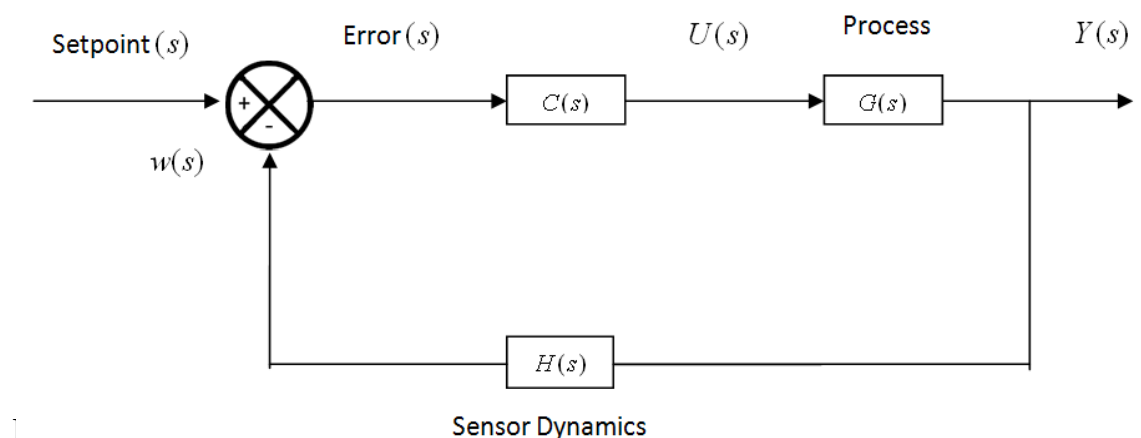 Setpoint(s)
Error(s)
U(s)
Process
Y(s)
+
-
C(s)
G(s)
w(s)
H(s)
Sensor Dynamics